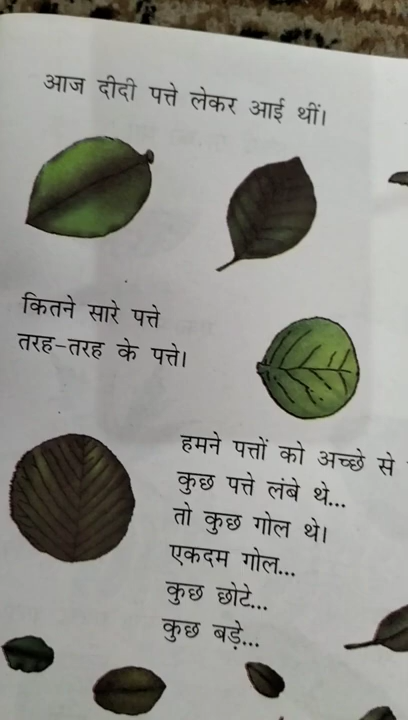 आज दीदी पत्ते लेकर आई थीं।
कितने सारे पत्ते
तरह-तरह के पत्ते।
हमने पत्तों को अच्छे से
कुछ पत्ते लंबे थे...
तो कुछ गोल थे।
एकदम गोल...
कुछ छोटे...
कुछ बड़े...